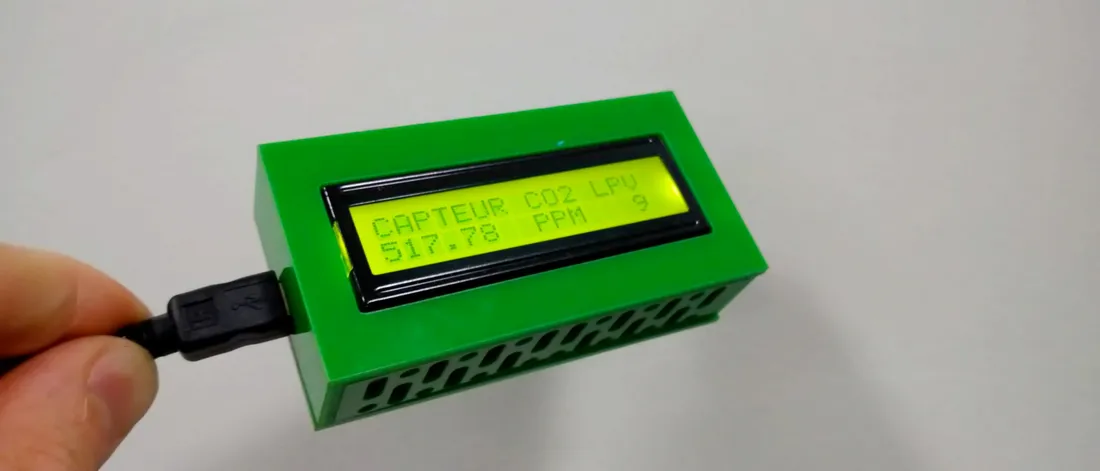 CAPTEUR CO2 LPV
517.78 PPM 9